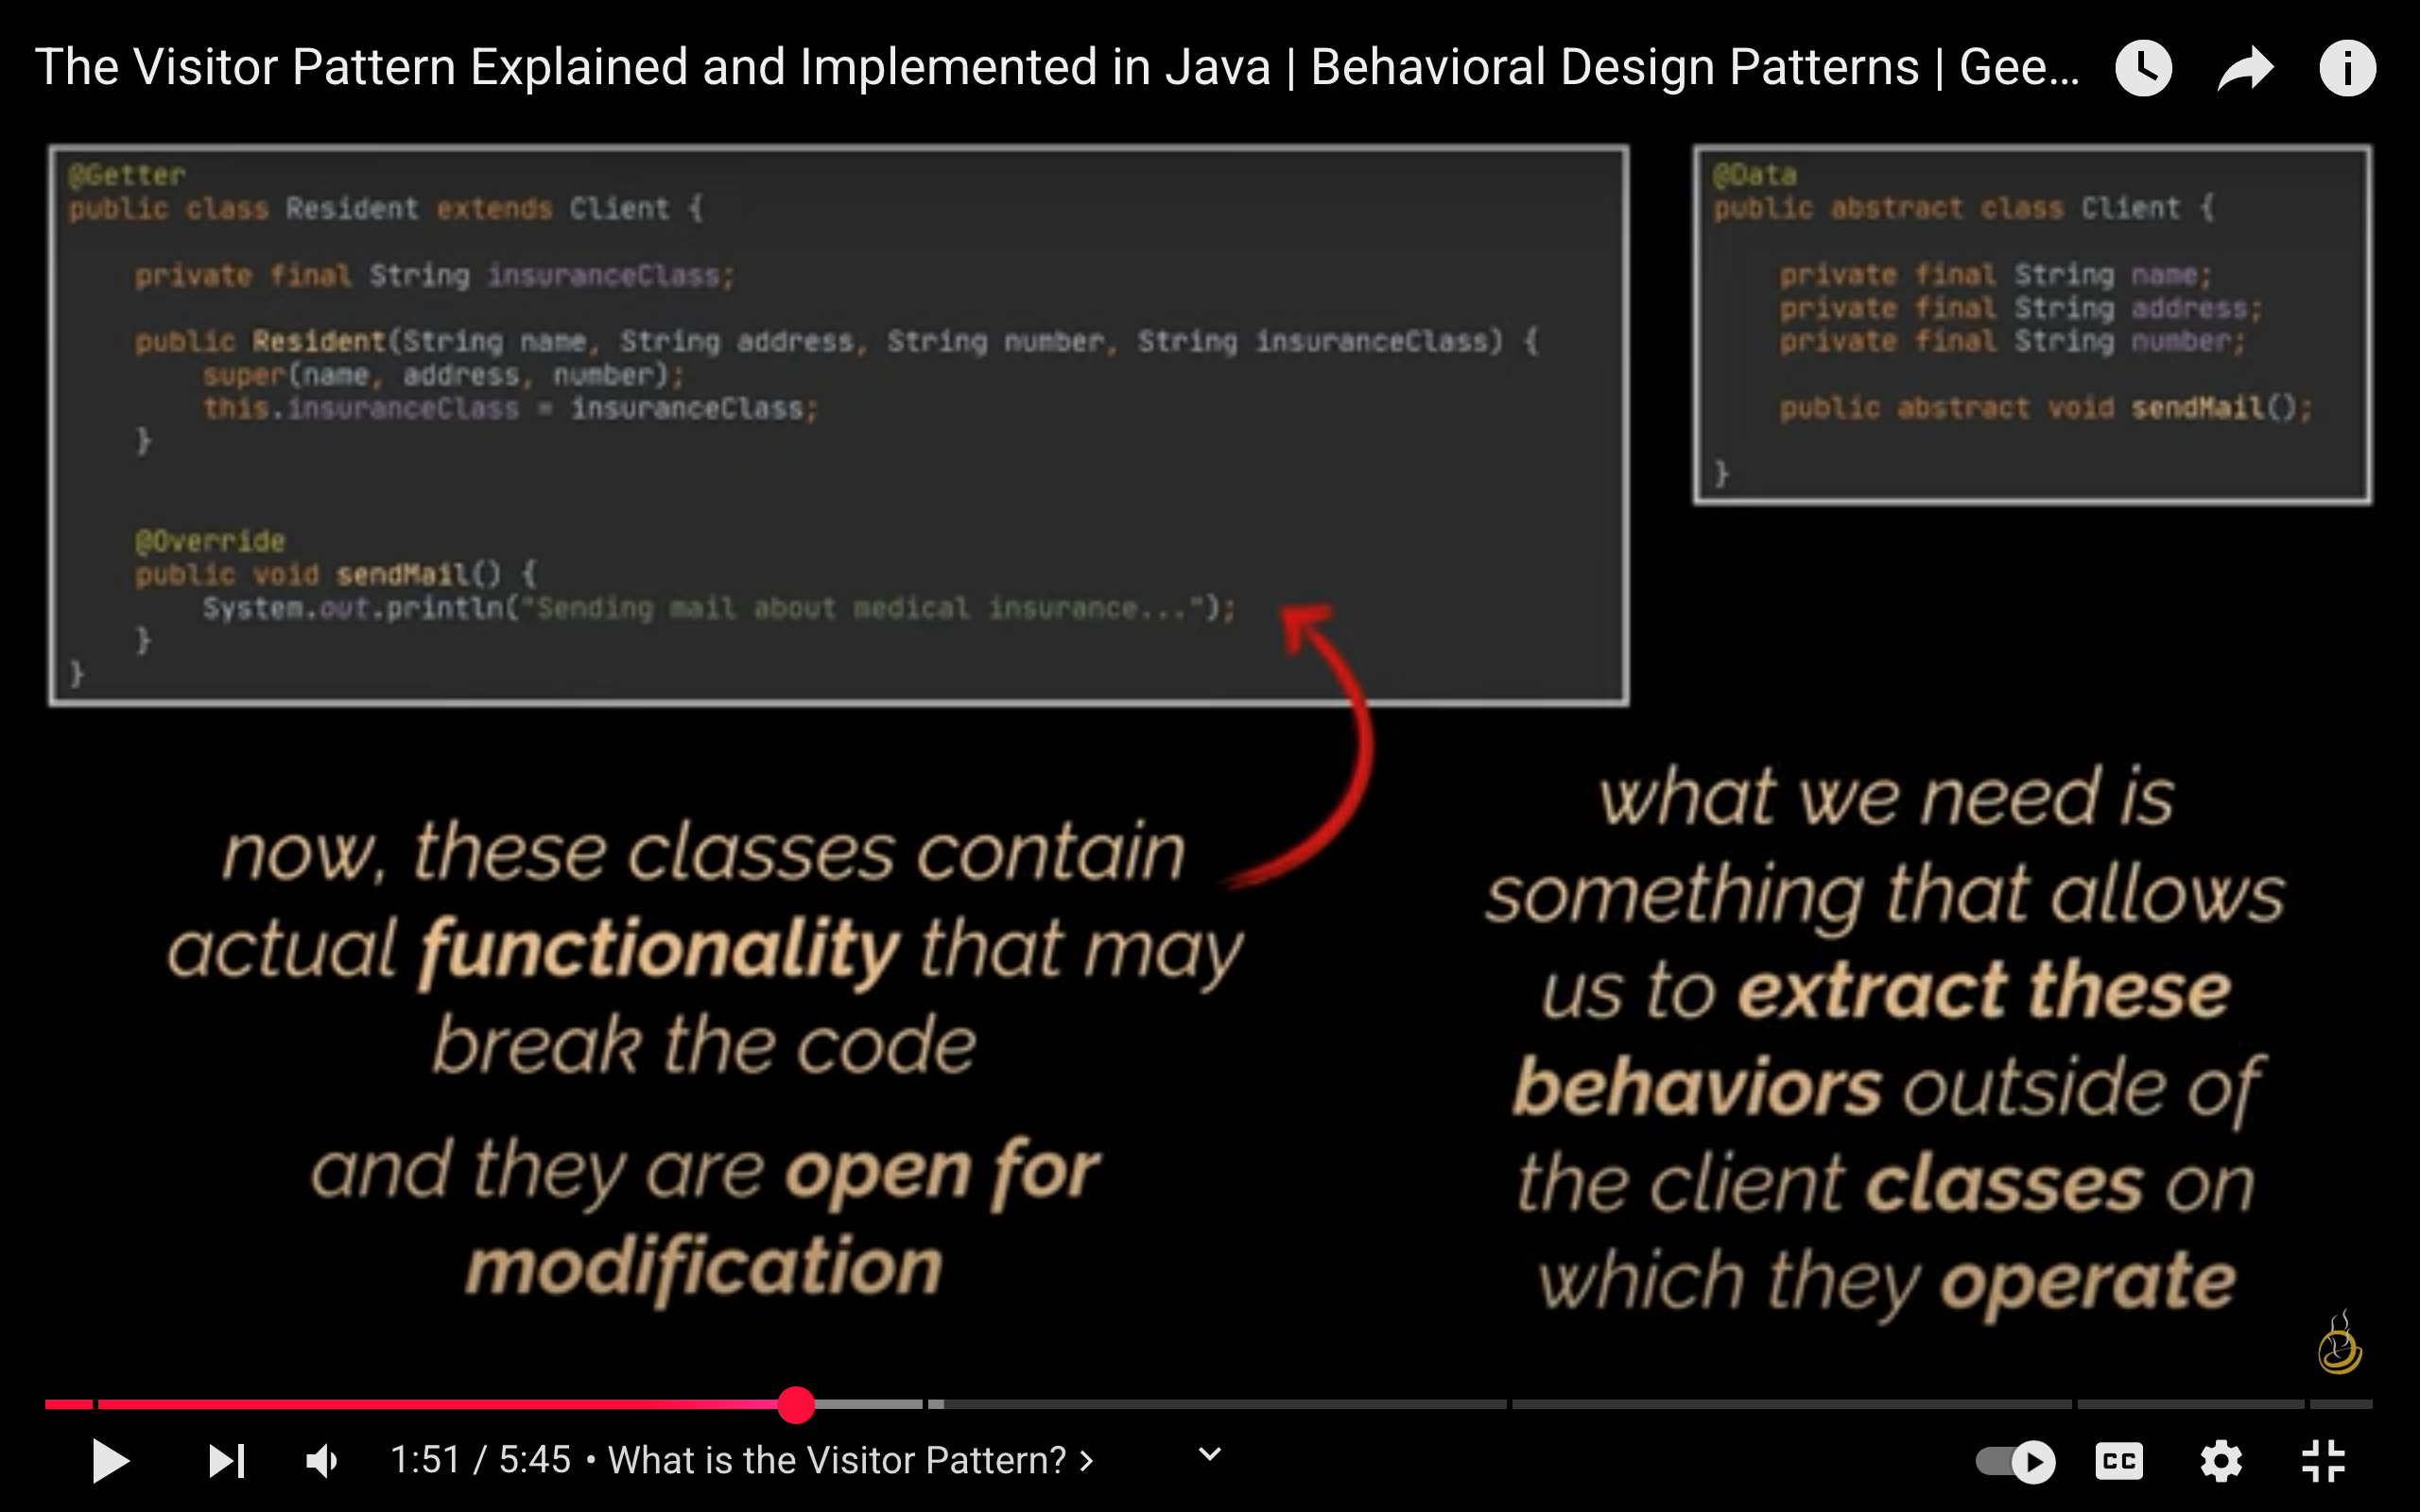 The Visitor Pattern Explained and Implemented in Java | Behavioral Design Patterns | Gee...
@Getter
public class Resident extends Client {
private final String insuranceClass;
public Resident(String name, String address, String number, String insuranceClass) {
super(name, address, number);
this.insuranceClass = insuranceClass;
}
@Override
public void sendMail() {
System.out.println("Sending mail about medical insurance...");
}
}
@Data
public abstract class Client {
private final String name;
private final String address;
private final String number;
public abstract void sendMail();
}
now, these classes contain
actual functionality that may
break the code
and they are open for
modification
what we need is
something that allows
us to extract these
behaviors outside of
the client classes on
which they operate
1:51 / 5:45 • What is the Visitor Pattern? >
CC